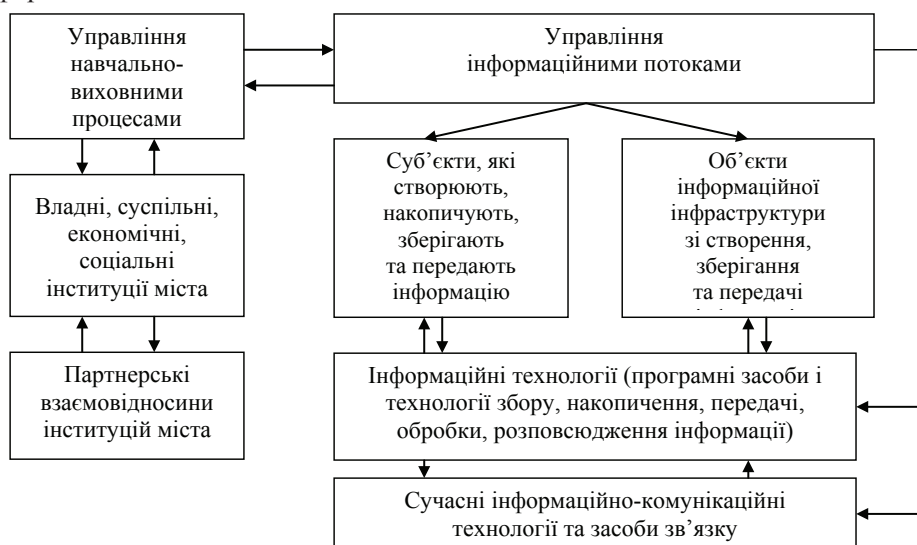 Управління
навчально-
виховними
процесами
Управління
інформаційними потоками
Суб’єкти, які
створюють,
накопичують,
зберігають
та передають
інформацію
Об’єкти
інформаційної
інфраструктури
зі створення,
зберігання
та передачі
Владні, суспільні,
економічні,
соціальні
інституції міста
Партнерські
взаємовідносини
інституцій міста
Інформаційні технології (програмні засоби і
технології збору, накопичення, передачі,
обробки, розповсюдження інформації)
Сучасні інформаційно-комунікаційні
технології та засоби зв’язку